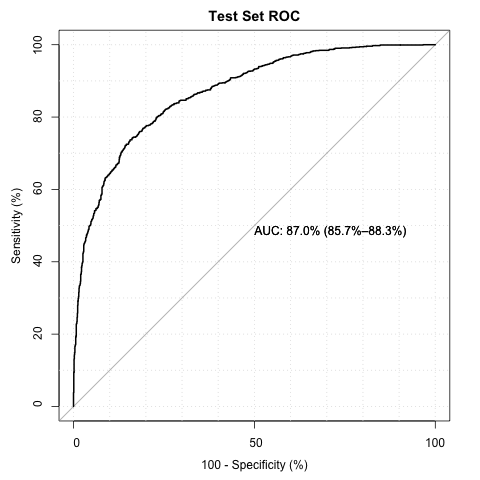 Test Set ROC
100
80
60
40
20
0
Sensitivity (%)
AUC: 87.0% (85.7%–88.3%)
0
50
100
100 - Specificity (%)